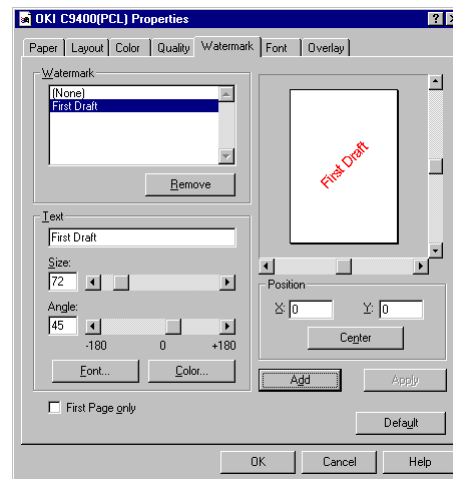 OKI C9400(PCL) Properties
Paper Layout Color Quality Watermark Font Overlay
Watermark
(None)
First Draft
Remove
First Draft
Text
First Draft
Size:
72
Angle:
45
-180 0 +180
Font... Color...
First Page only
Position
X: 0 Y: 0
Center
Add Apply
Default
OK Cancel Help